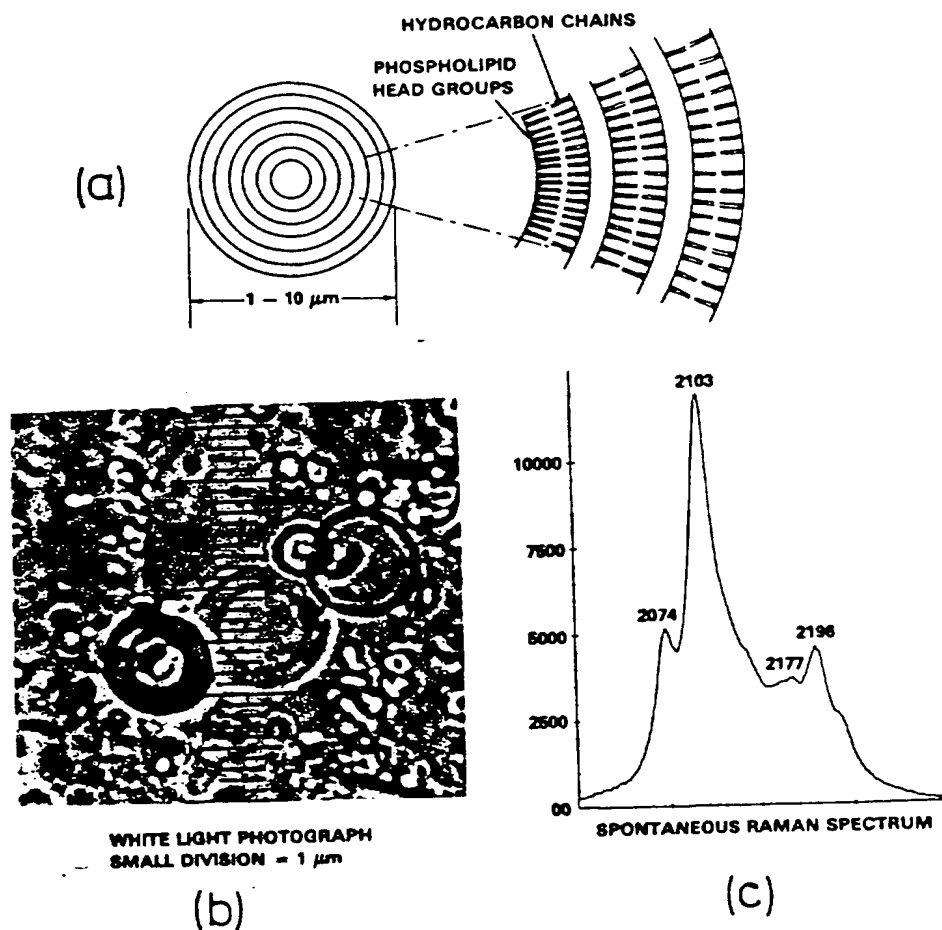 HYDROCARBON CHAINS
PHOSPHOLIPID
HEAD GROUPS
(a)
1 – 10 μm
2103
10000
7500
2074
5000
2196
2177
2500
00
SPONTANEOUS RAMAN SPECTRUM
WHITE LIGHT PHOTOGRAPH
SMALL DIVISION = 1 μm
(b)
(c)